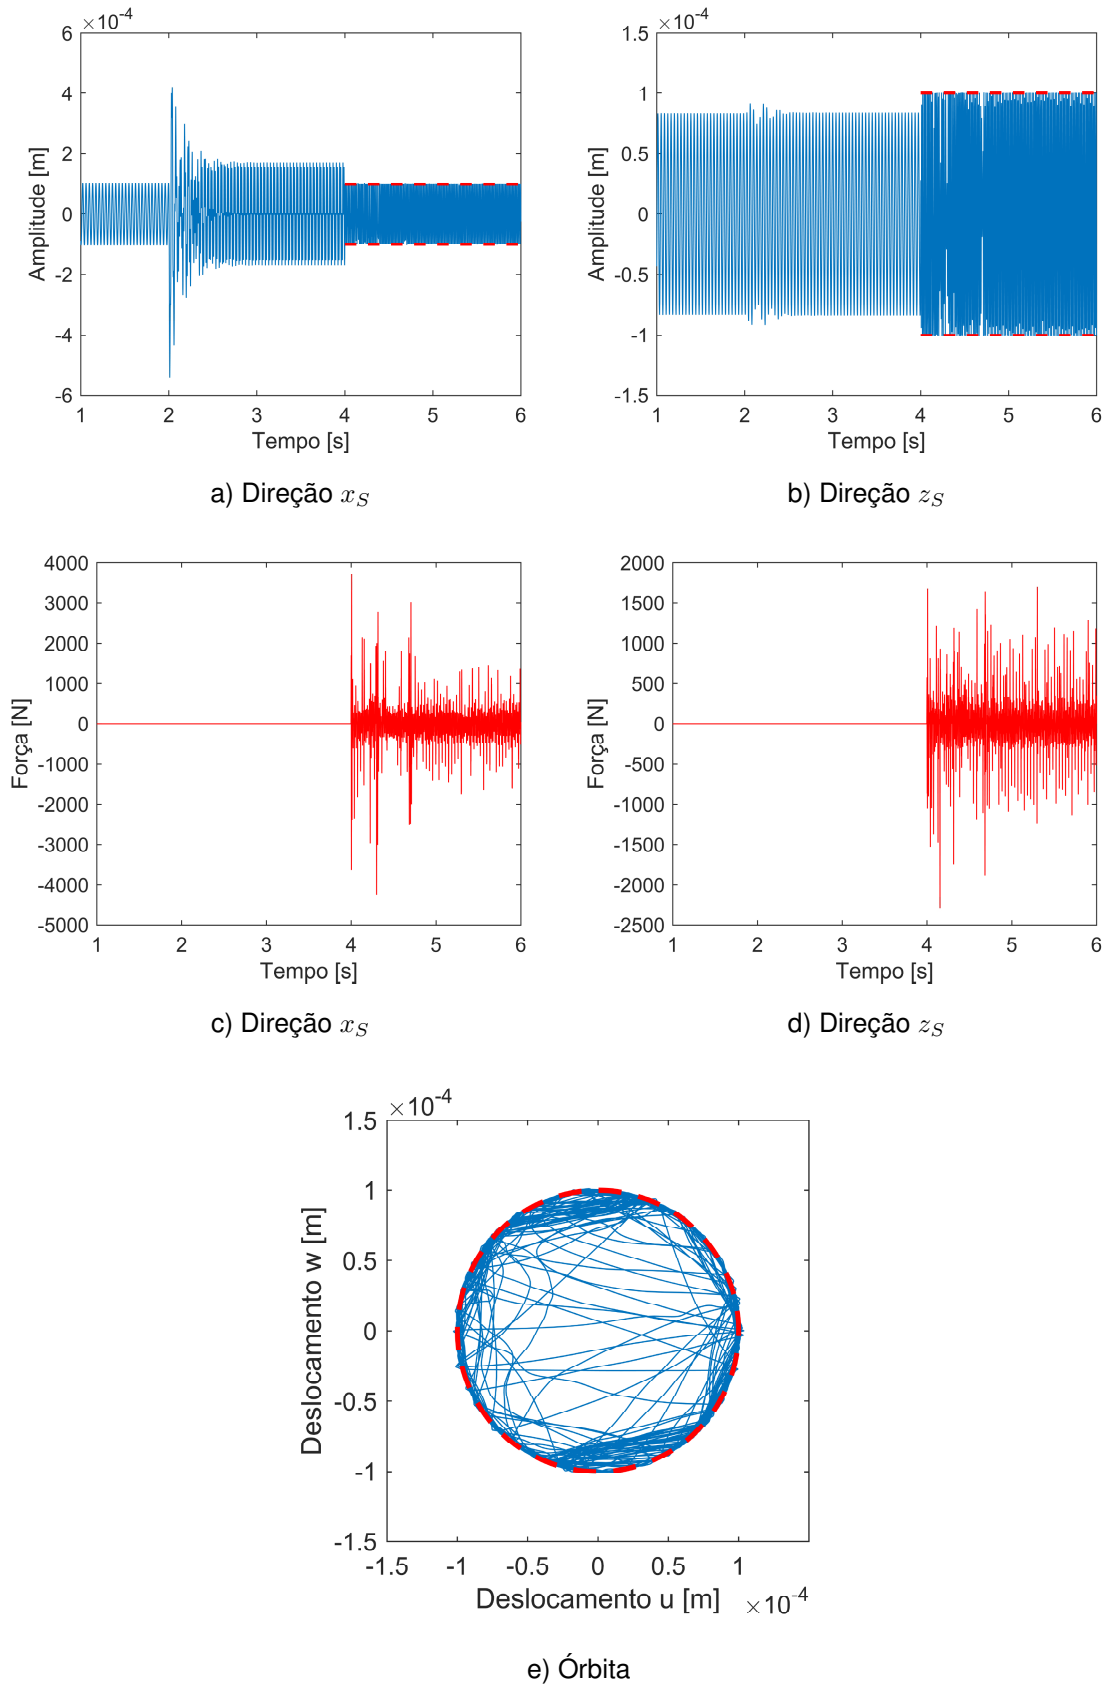 ×10⁻⁴
6
4
2
0
-2
-4
-6
1 2 3 4 5 6
Amplitude [m]
Tempo [s]
a) Direção x_S
×10⁻⁴
1.5
1
0.5
0
-0.5
-1
-1.5
1 2 3 4 5 6
Amplitude [m]
Tempo [s]
b) Direção z_S
4000
3000
2000
1000
0
-1000
-2000
-3000
-4000
-5000
1 2 3 4 5 6
Força [N]
Tempo [s]
c) Direção x_S
2000
1500
1000
500
0
-500
-1000
-1500
-2000
-2500
1 2 3 4 5 6
Força [N]
Tempo [s]
d) Direção z_S
×10⁻⁴
1.5
1
0.5
0
-0.5
-1
-1.5
-1.5 -1 -0.5 0 0.5 1
Deslocamento w [m]
Deslocamento u [m] ×10⁻⁴
e) Órbita